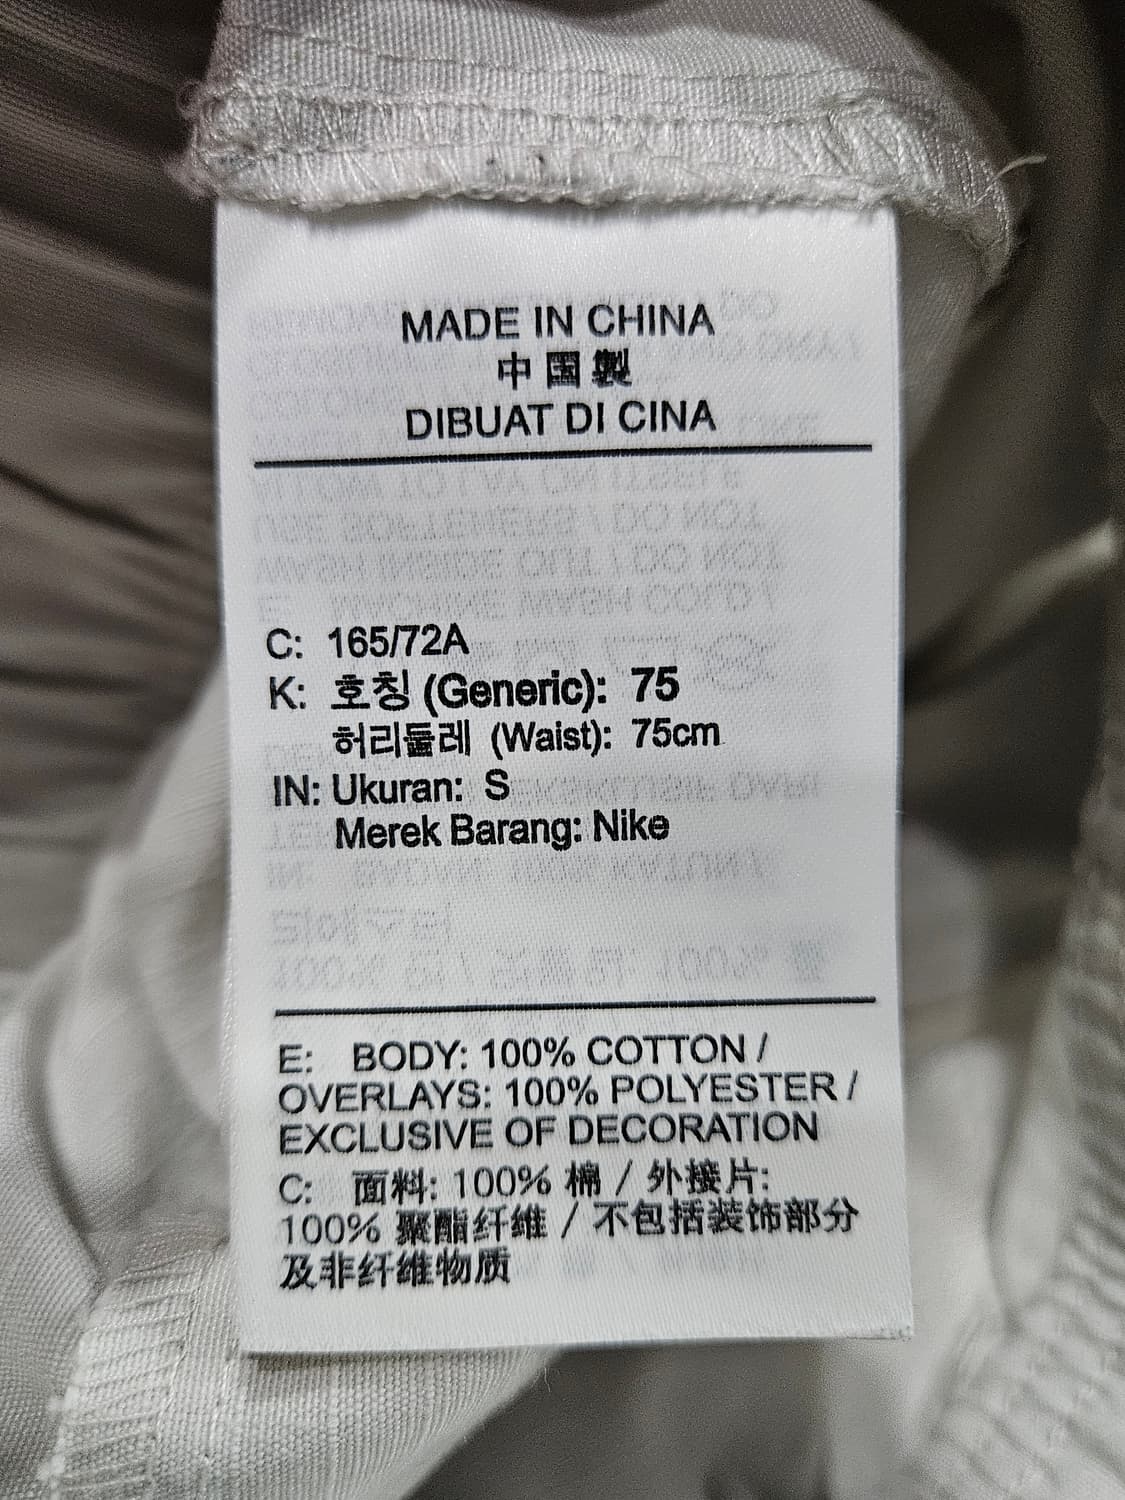 MADE IN CHINA
中国製
DIBUAT DI CINA
C: 165/72A
K: 호칭 (Generic): 75
허리둘레 (Waist): 75cm
IN: Ukuran: S
Merek Barang: Nike
E: BODY: 100% COTTON /
OVERLAYS: 100% POLYESTER /
EXCLUSIVE OF DECORATION
C: 面料: 100% 棉 / 外接片:
100% 聚酯纤维 / 不包括装饰部分
及非纤维物质